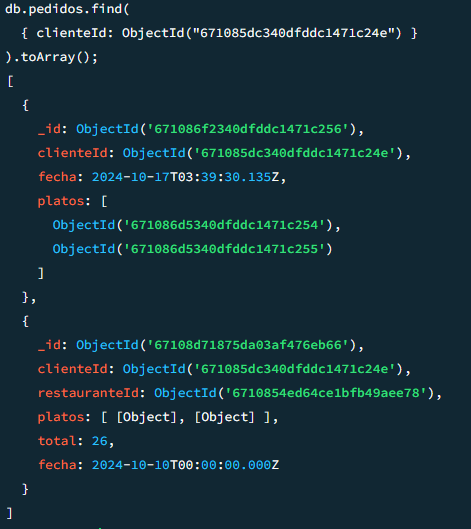 db.pedidos.find(
  { clienteId: ObjectId("671085dc340dfddc1471c24e") }
).toArray();
[
  {
    _id: ObjectId('671086f2340dfddc1471c256'),
    clienteId: ObjectId('671085dc340dfddc1471c24e'),
    fecha: 2024-10-17T03:39:30.135Z,
    platos: [
      ObjectId('671086d5340dfddc1471c254'),
      ObjectId('671086d5340dfddc1471c255')
    ]
  },
  {
    _id: ObjectId('67108d71875da03af476eb66'),
    clienteId: ObjectId('671085dc340dfddc1471c24e'),
    restauranteId: ObjectId('6710854ed64ce1bfb49aee78'),
    platos: [ [Object], [Object] ],
    total: 26,
    fecha: 2024-10-10T00:00:00.000Z
  }
]